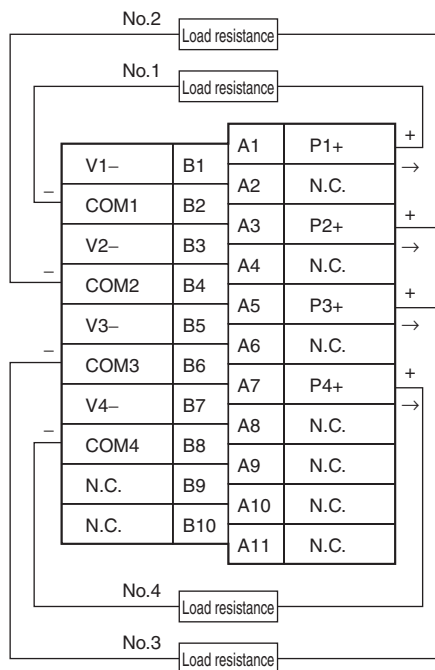 No.2
Load resistance
No.1
Load resistance
V1– B1
COM1 B2
V2– B3
COM2 B4
V3– B5
COM3 B6
V4– B7
COM4 B8
N.C. B9
N.C. B10
A1 P1+
A2 N.C.
A3 P2+
A4 N.C.
A5 P3+
A6 N.C.
A7 P4+
A8 N.C.
A9 N.C.
A10 N.C.
A11 N.C.
–
–
–
–
+
→
+
→
+
→
+
→
No.4
Load resistance
No.3
Load resistance